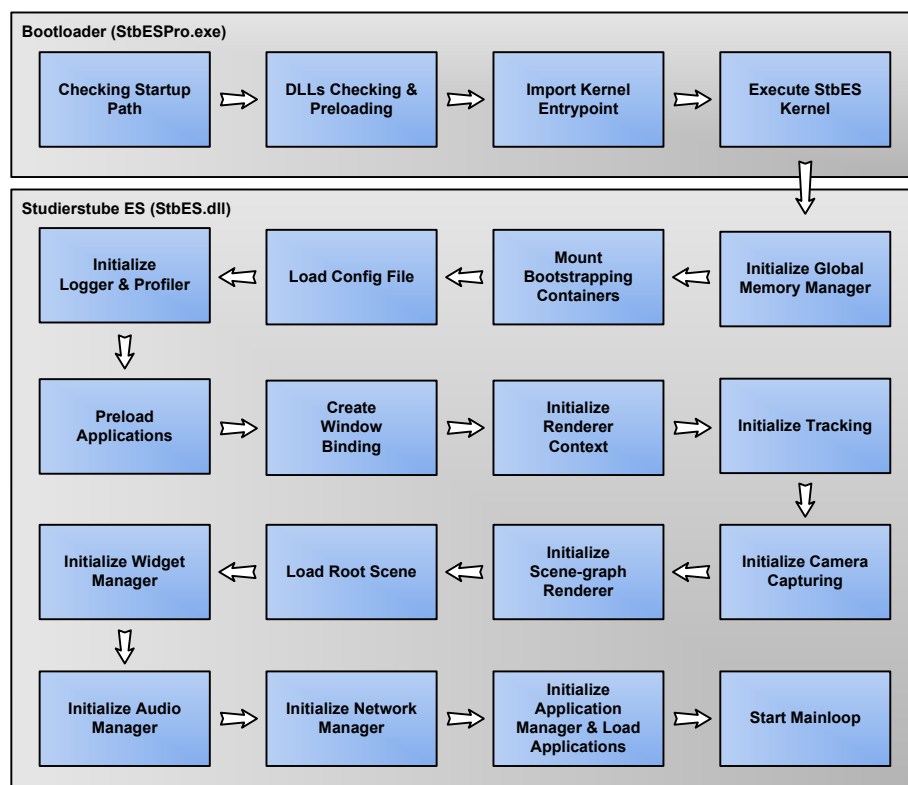 Bootloader (StbESPro.exe)
Checking Startup
Path
DLLs Checking &
Preloading
Import Kernel
Entrypoint
Execute StbES
Kernel
Studierstube ES (StbES.dll)
Initialize
Logger & Profiler
Load Config File
Mount
Bootstrapping
Containers
Initialize Global
Memory Manager
Preload
Applications
Create
Window
Binding
Initialize
Renderer
Context
Initialize Tracking
Initialize Widget
Manager
Load Root Scene
Initialize
Scene-graph
Renderer
Initialize Camera
Capturing
Initialize Audio
Manager
Initialize Network
Manager
Initialize
Application
Manager & Load
Applications
Start Mainloop